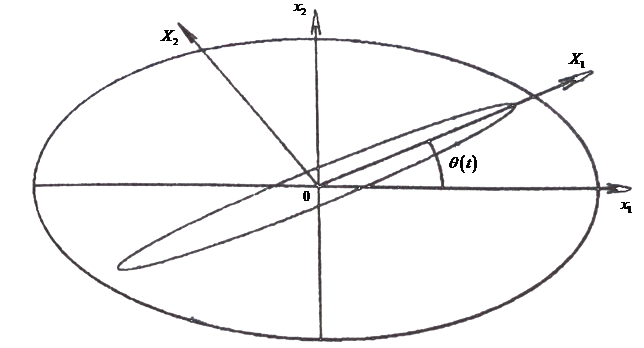 x₂
X₂
X₁
θ(t)
0
x₁